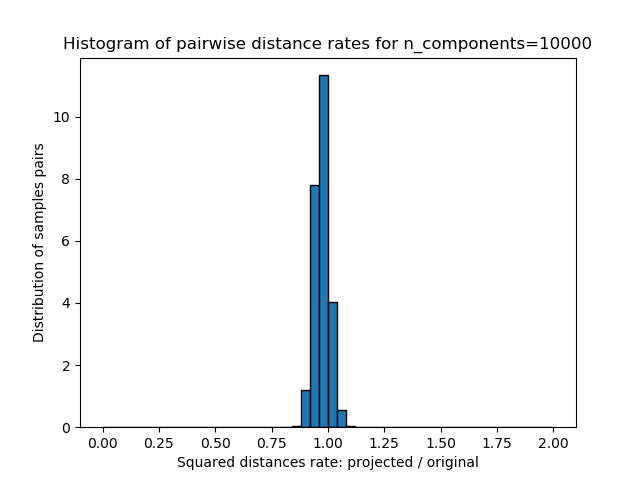 Histogram of pairwise distance rates for n_components=10000
Distribution of samples pairs
10
8
6
4
2
0
0.00 0.25 0.50 0.75 1.00 1.25 1.50 1.75 2.00
Squared distances rate: projected / original